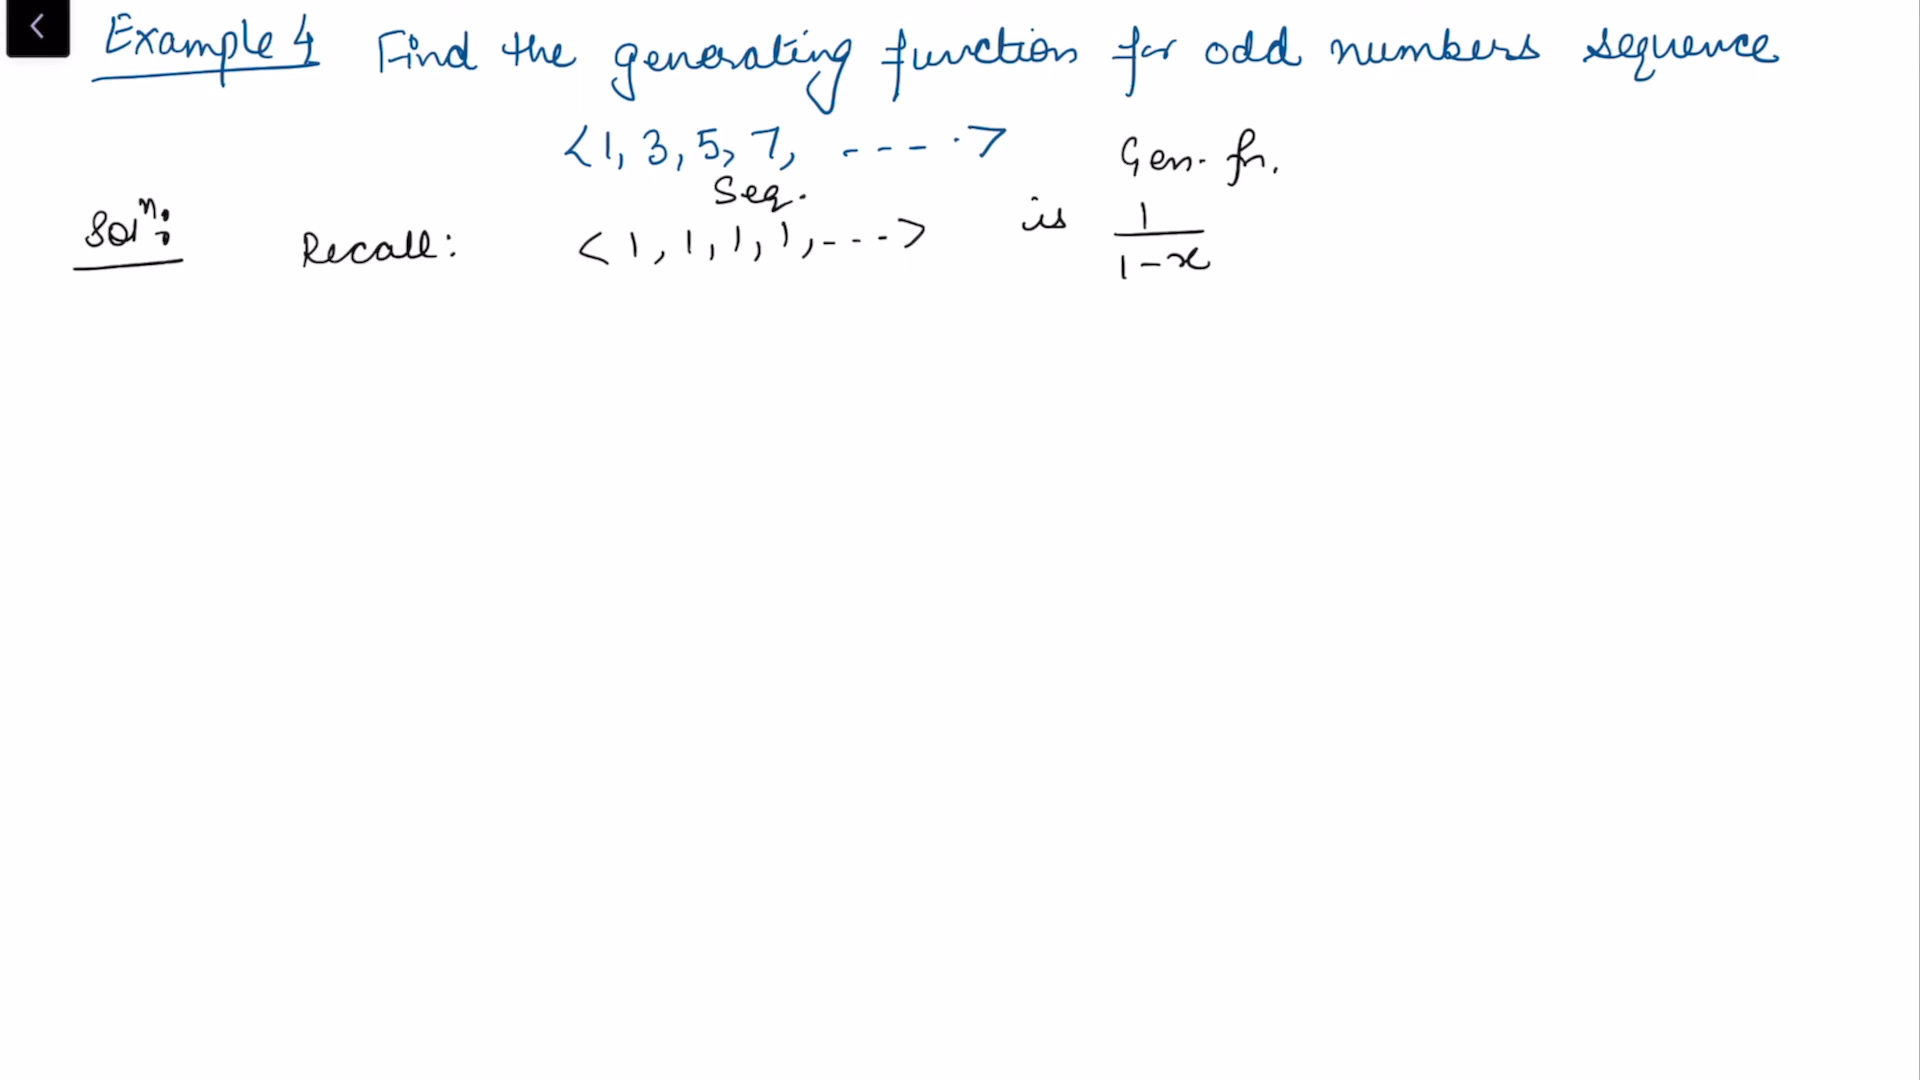 Example 4 Find the generating function for odd numbers sequence
<1, 3, 5, 7, ----->
Seq. Gen. fn.
Solⁿ: Recall: <1, 1, 1, 1, ---> is 1/1-x